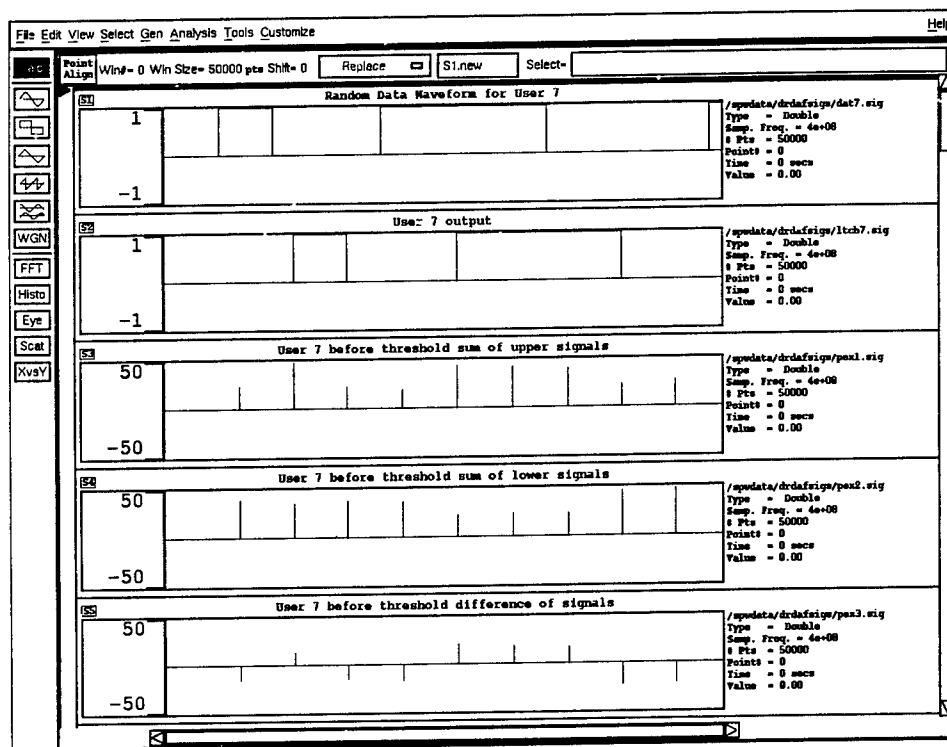 File Edit View Select Gen Analysis Tools Customize Help
Point Align Win#= 0 Win Size= 50000 pts Shift= 0 Replace S1.new Select=
WGN
FFT
Histo
Eye
Scat
XvsY
S1
Random Data Waveform for User 7
1
-1
/spwdata/drdafsigs/dat7.sig
Type = Double
Samp. Freq. = 4e+08
# Pts = 50000
Point# = 0
Time = 0 secs
Value = 0.00
S2
User 7 output
1
-1
/spwdata/drdafsigs/ltcb7.sig
Type = Double
Samp. Freq. = 4e+08
# Pts = 50000
Point# = 0
Time = 0 secs
Value = 0.00
S3
User 7 before threshold sum of upper signals
50
-50
/spwdata/drdafsigs/pex1.sig
Type = Double
Samp. Freq. = 4e+08
# Pts = 50000
Point# = 0
Time = 0 secs
Value = 0.00
S4
User 7 before threshold sum of lower signals
50
-50
/spwdata/drdafsigs/pex2.sig
Type = Double
Samp. Freq. = 4e+08
# Pts = 50000
Point# = 0
Time = 0 secs
Value = 0.00
S5
User 7 before threshold difference of signals
50
-50
/spwdata/drdafsigs/pex3.sig
Type = Double
Samp. Freq. = 4e+08
# Pts = 50000
Point# = 0
Time = 0 secs
Value = 0.00